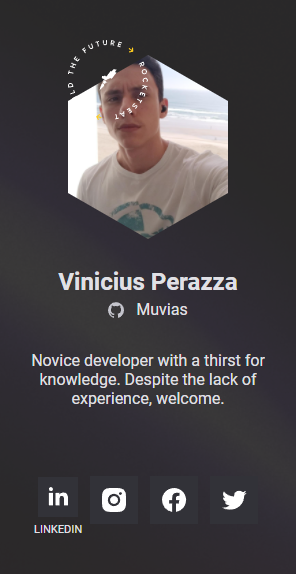 LD THE FUTURE → ROCKETSEAT
Vinicius Perazza
Muvias
Novice developer with a thirst for
knowledge. Despite the lack of
experience, welcome.
in
LINKEDIN